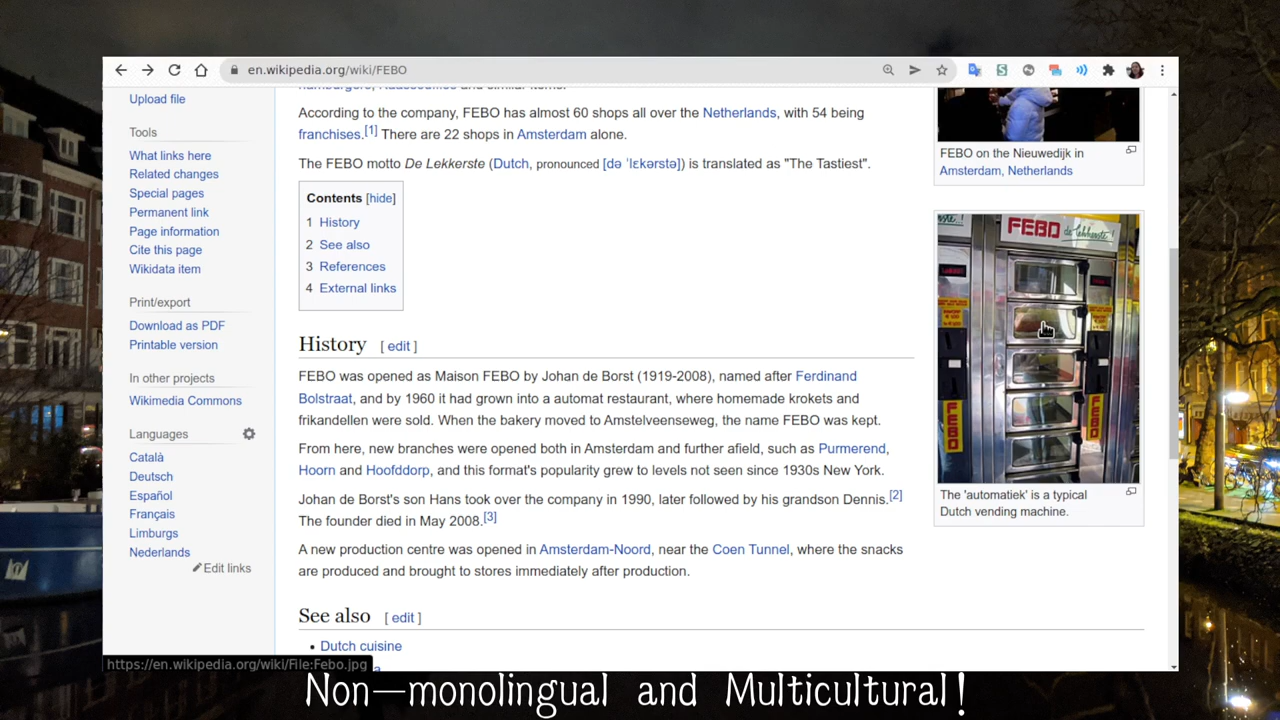 en.wikipedia.org/wiki/FEBO
Upload file
Tools
What links here
Related changes
Special pages
Permanent link
Page information
Cite this page
Wikidata item
Print/export
Download as PDF
Printable version
In other projects
Wikimedia Commons
Languages
Català
Deutsch
Español
Français
Limburgs
Nederlands
Edit links
According to the company, FEBO has almost 60 shops all over the Netherlands, with 54 being
franchises.[1] There are 22 shops in Amsterdam alone.
The FEBO motto De Lekkerste (Dutch, pronounced [də ˈlɛkərstə]) is translated as "The Tastiest".
Contents [hide]
1 History
2 See also
3 References
4 External links
History [ edit ]
FEBO was opened as Maison FEBO by Johan de Borst (1919-2008), named after Ferdinand
Bolstraat, and by 1960 it had grown into a automat restaurant, where homemade krokets and
frikandellen were sold. When the bakery moved to Amstelveenseweg, the name FEBO was kept.
From here, new branches were opened both in Amsterdam and further afield, such as Purmerend,
Hoorn and Hoofddorp, and this format's popularity grew to levels not seen since 1930s New York.
Johan de Borst's son Hans took over the company in 1990, later followed by his grandson Dennis.[2]
The founder died in May 2008.[3]
A new production centre was opened in Amsterdam-Noord, near the Coen Tunnel, where the snacks
are produced and brought to stores immediately after production.
See also [ edit ]
• Dutch cuisine
FEBO on the Nieuwedijk in
Amsterdam, Netherlands
FEBO de lekkerste!
FEBO
FEBO
The 'automatiek' is a typical
Dutch vending machine.
https://en.wikipedia.org/wiki/File:Febo.jpg
Non-monolingual and Multicultural!